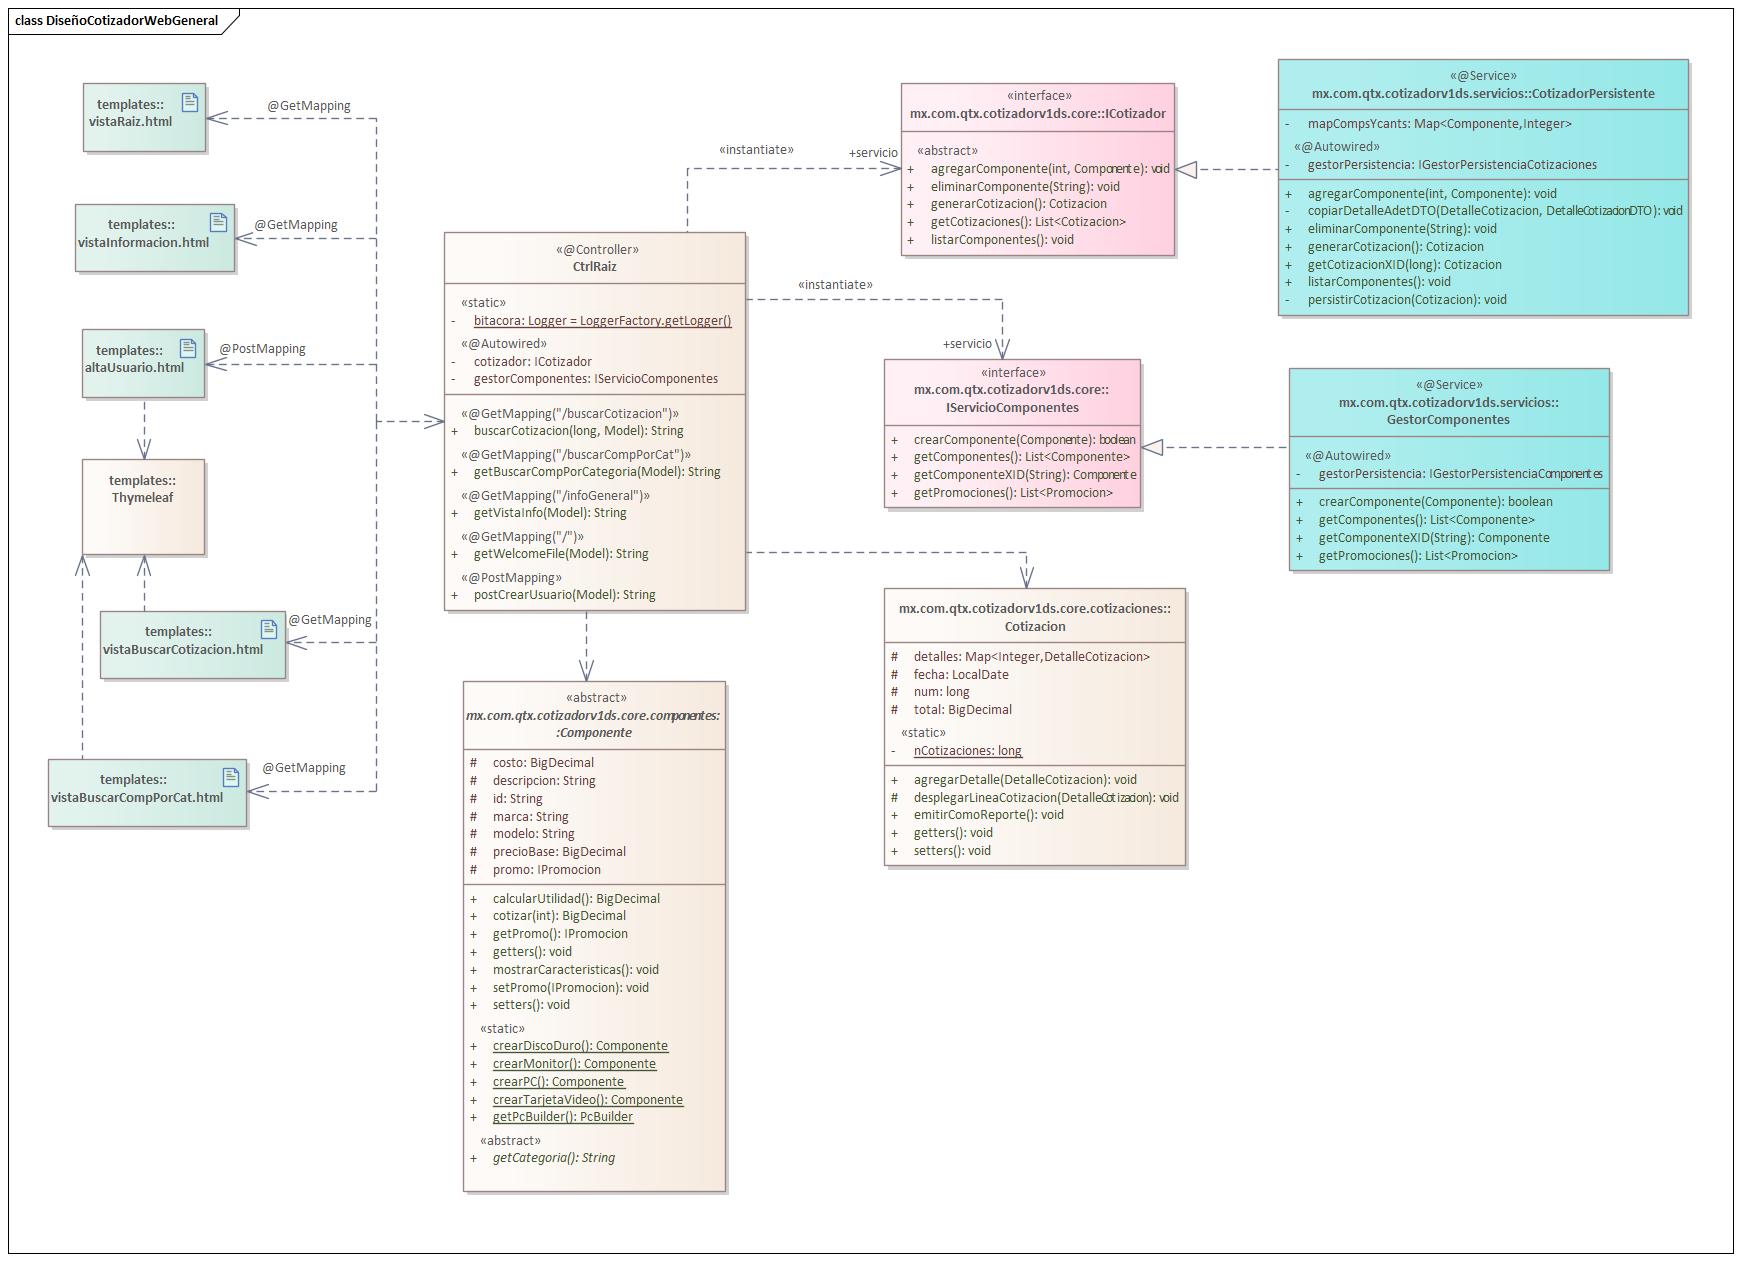 class DiseñoCotizadorWebGeneral
templates::
vistaRaiz.html
@GetMapping
templates::
vistaInformacion.html
@GetMapping
templates::
altaUsuario.html
@PostMapping
templates::
Thymeleaf
templates::
vistaBuscarCotizacion.html
@GetMapping
templates::
vistaBuscarCompPorCat.html
@GetMapping
«@Controller»
CtrlRaiz
«static»
- bitacora: Logger = LoggerFactory.getLogger()
«@Autowired»
- cotizador: ICotizador
- gestorComponentes: IServicioComponentes
«@GetMapping("/buscarCotizacion")»
+ buscarCotizacion(long, Model): String
«@GetMapping("/buscarCompPorCat")»
+ getBuscarCompPorCategoria(Model): String
«@GetMapping("/infoGeneral")»
+ getVistaInfo(Model): String
«@GetMapping("/")»
+ getWelcomeFile(Model): String
«@PostMapping»
+ postCrearUsuario(Model): String
«abstract»
mx.com.qtx.cotizadorv1ds.core.componentes:
:Componente
# costo: BigDecimal
# descripcion: String
# id: String
# marca: String
# modelo: String
# precioBase: BigDecimal
# promo: IPromocion
+ calcularUtilidad(): BigDecimal
+ cotizar(int): BigDecimal
+ getPromo(): IPromocion
+ getters(): void
+ mostrarCaracteristicas(): void
+ setPromo(IPromocion): void
+ setters(): void
«static»
+ crearDiscoDuro(): Componente
+ crearMonitor(): Componente
+ crearPC(): Componente
+ crearTarjetaVideo(): Componente
+ getPcBuilder(): PcBuilder
«abstract»
+ getCategoria(): String
«instantiate»
+servicio
«interface»
mx.com.qtx.cotizadorv1ds.core::ICotizador
«abstract»
+ agregarComponente(int, Componente): void
+ eliminarComponente(String): void
+ generarCotizacion(): Cotizacion
+ getCotizaciones(): List<Cotizacion>
+ listarComponentes(): void
«instantiate»
+servicio
«interface»
mx.com.qtx.cotizadorv1ds.core::
IServicioComponentes
+ crearComponente(Componente): boolean
+ getComponentes(): List<Componente>
+ getComponenteXID(String): Componente
+ getPromociones(): List<Promocion>
mx.com.qtx.cotizadorv1ds.core.cotizaciones::
Cotizacion
# detalles: Map<Integer,DetalleCotizacion>
# fecha: LocalDate
# num: long
# total: BigDecimal
«static»
- nCotizaciones: long
+ agregarDetalle(DetalleCotizacion): void
# desplegarLineaCotizacion(DetalleCotizacion): void
+ emitirComoReporte(): void
+ getters(): void
+ setters(): void
«@Service»
mx.com.qtx.cotizadorv1ds.servicios::CotizadorPersistente
- mapCompsYcants: Map<Componente,Integer>
«@Autowired»
- gestorPersistencia: IGestorPersistenciaCotizaciones
+ agregarComponente(int, Componente): void
- copiarDetalleAdetDTO(DetalleCotizacion, DetalleCotizacionDTO): void
+ eliminarComponente(String): void
+ generarCotizacion(): Cotizacion
+ getCotizacionXID(long): Cotizacion
+ listarComponentes(): void
- persistirCotizacion(Cotizacion): void
«@Service»
mx.com.qtx.cotizadorv1ds.servicios::
GestorComponentes
«@Autowired»
- gestorPersistencia: IGestorPersistenciaComponentes
+ crearComponente(Componente): boolean
+ getComponentes(): List<Componente>
+ getComponenteXID(String): Componente
+ getPromociones(): List<Promocion>